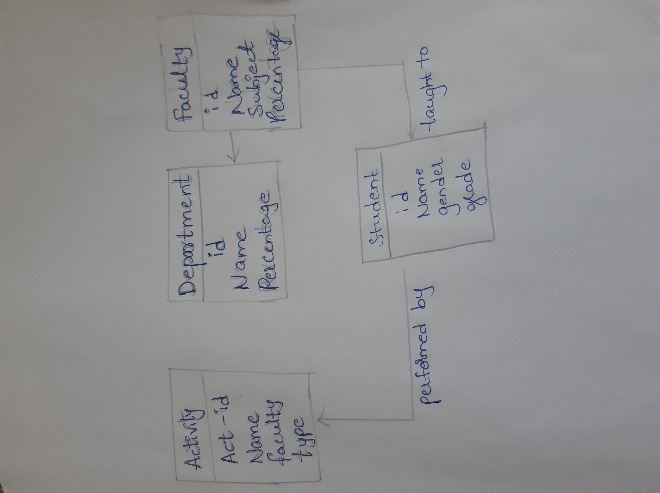 Activity
Act-id
Name
faculty
type
Department
id
Name
Percentage
Faculty
id
Name
Subject
Percentage
performed by
Student
id
Name
gender
grade
taught to